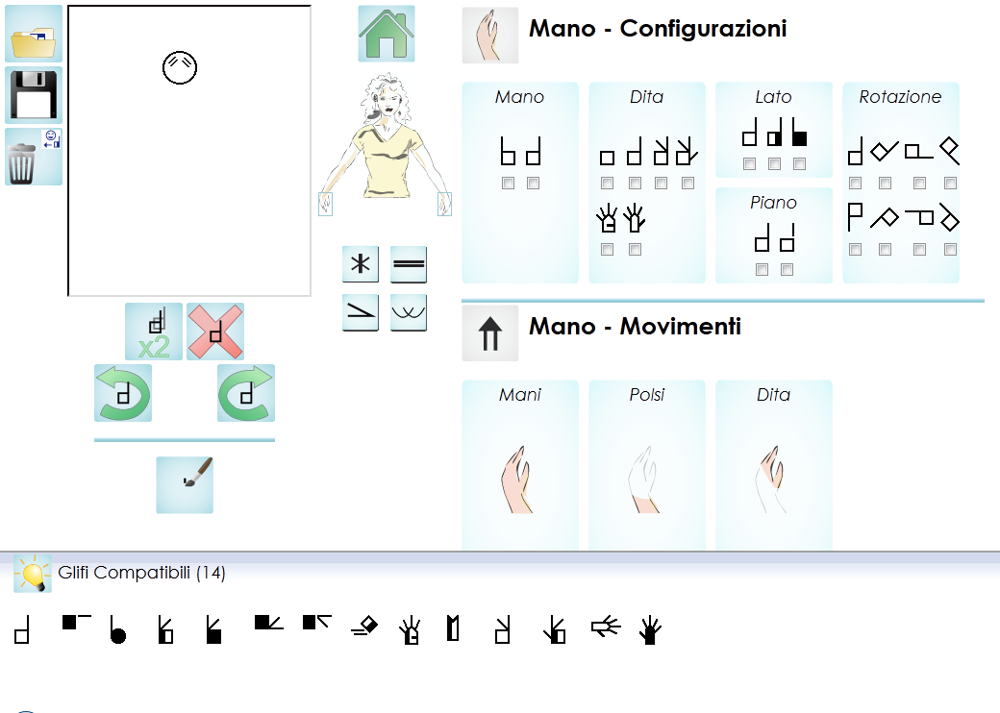 Mano - Configurazioni
Mano
Dita
Lato
Rotazione
Piano
x2
Mano - Movimenti
Mani
Polsi
Dita
Glifi Compatibili (14)